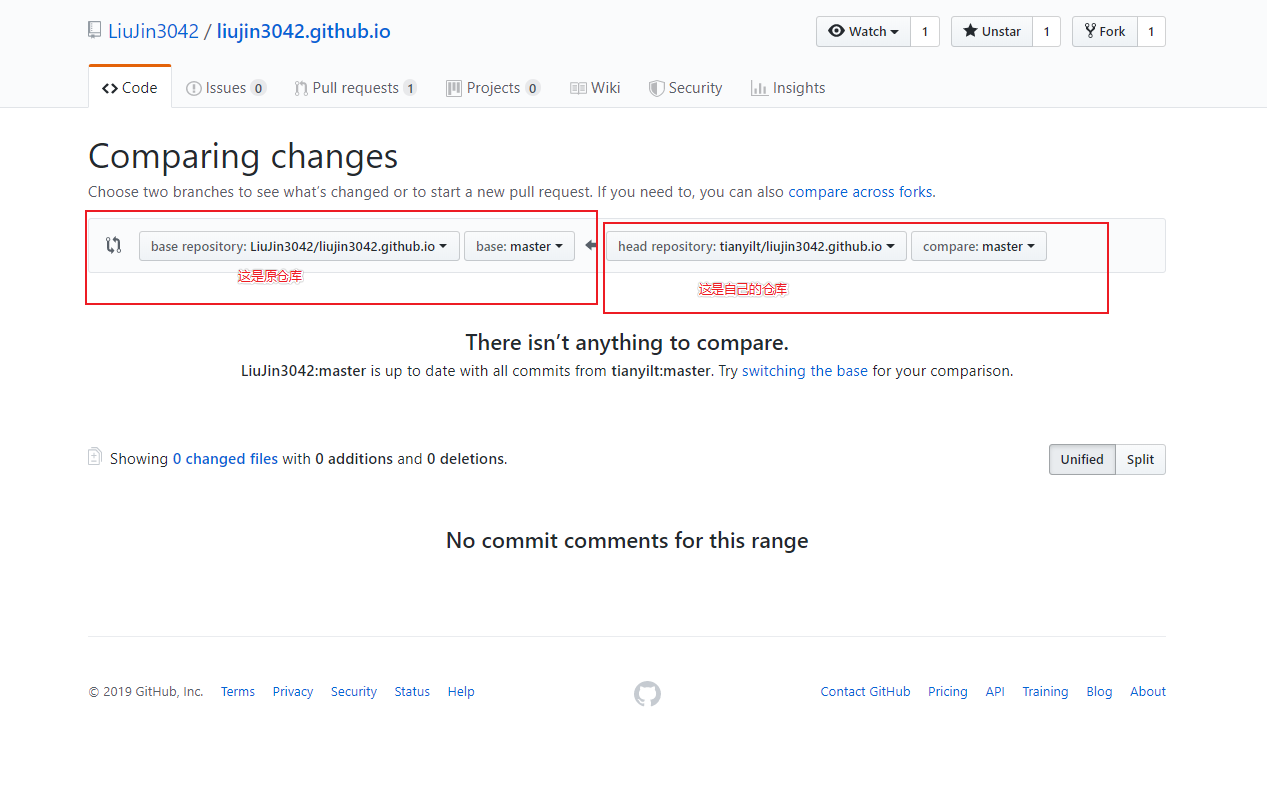 LiuJin3042 / liujin3042.github.io Watch 1 Unstar 1 Fork 1
Code Issues 0 Pull requests 1 Projects 0 Wiki Security Insights
Comparing changes
Choose two branches to see what’s changed or to start a new pull request. If you need to, you can also compare across forks.
base repository: LiuJin3042/liujin3042.github.io base: master head repository: tianyilt/liujin3042.github.io compare: master
这是原仓库
这是自己的仓库
There isn’t anything to compare.
LiuJin3042:master is up to date with all commits from tianyilt:master. Try switching the base for your comparison.
Showing 0 changed files with 0 additions and 0 deletions. Unified Split
No commit comments for this range
© 2019 GitHub, Inc. Terms Privacy Security Status Help Contact GitHub Pricing API Training Blog About